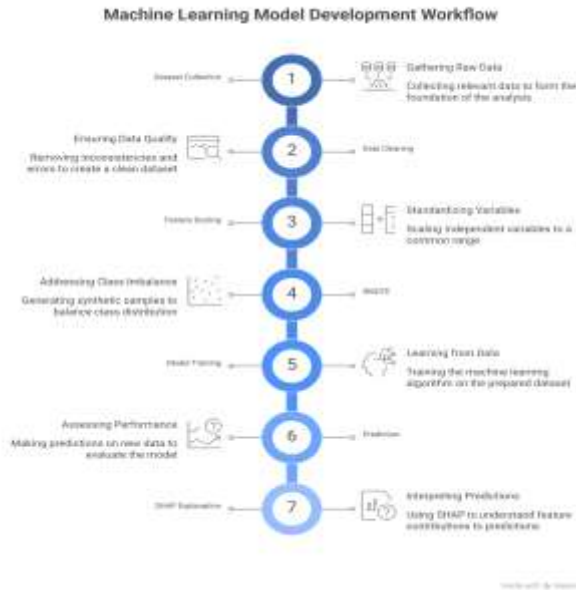 Machine Learning Model Development Workflow
Dataset Collection
1
Gathering Raw Data
Collecting relevant data to form the
foundation of the analysis
Ensuring Data Quality
Removing inconsistencies and
errors to create a clean dataset
2
Data Cleaning
Feature Scaling
3
Standardizing Variables
Scaling independent variables to a
common range
Addressing Class Imbalance
Generating synthetic samples to
balance class distribution
4
SMOTE
Model Training
5
Learning from Data
Training the machine learning
algorithm on the prepared dataset
Assessing Performance
Making predictions on new data to
evaluate the model
6
Prediction
SHAP Explanation
7
Interpreting Predictions
Using SHAP to understand feature
contributions to predictions